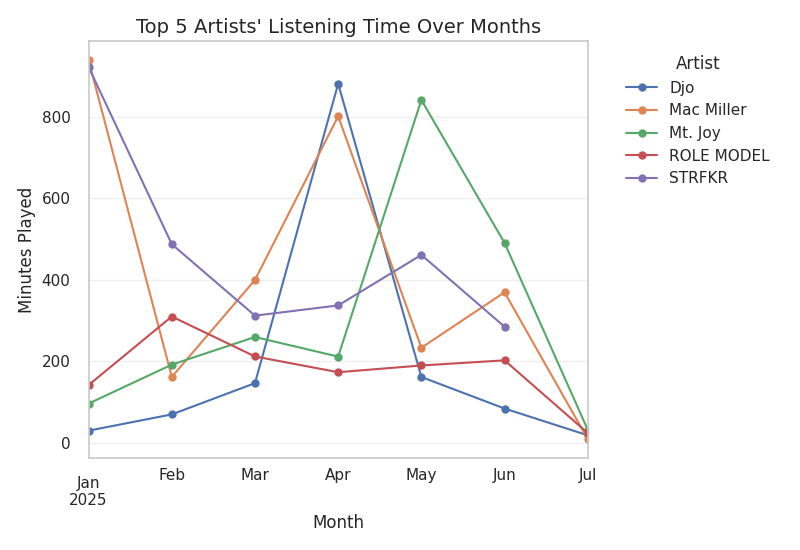 Top 5 Artists' Listening Time Over Months
Artist
Djo
Mac Miller
Mt. Joy
ROLE MODEL
STRFKR
Minutes Played
800
600
400
200
0
Jan
2025
Feb
Mar
Apr
May
Jun
Jul
Month